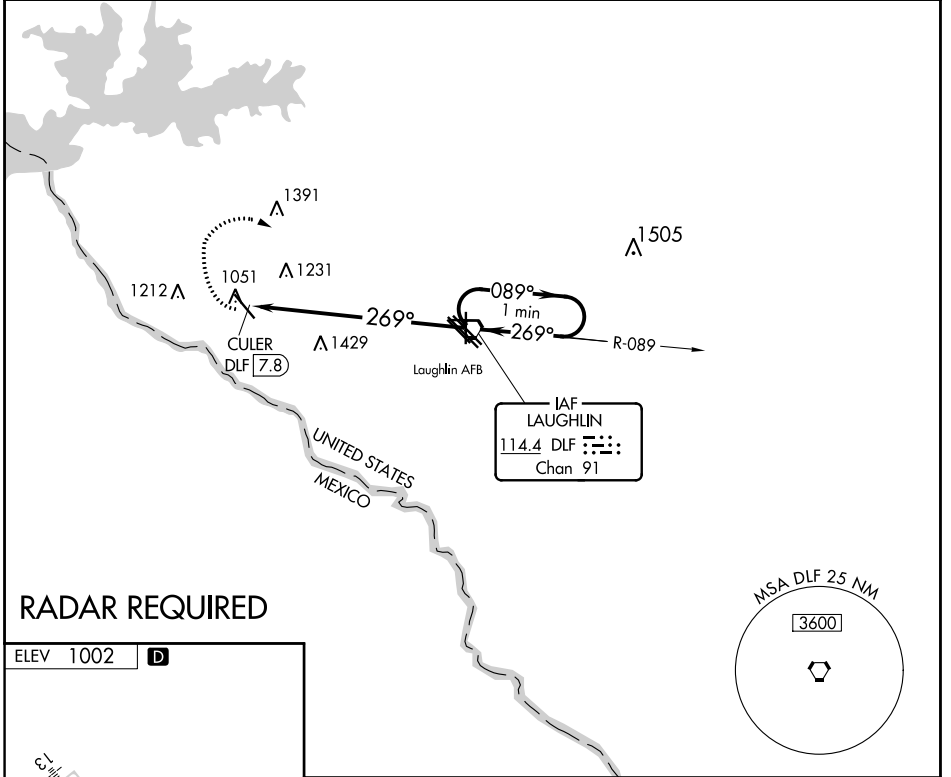 1391
1505
1231
1051
1212
089°
1 min
269°
269°
R-089
CULER
DLF 7.8
1429
Laughlin AFB
IAF
LAUGHLIN
114.4 DLF
Chan 91
UNITED STATES
MEXICO
RADAR REQUIRED
MSA DLF 25 NM
3600
ELEV 1002 D
13